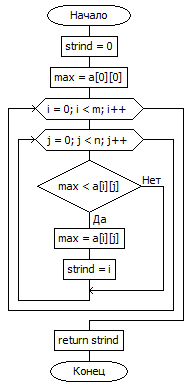 Начало
strind = 0
max = a[0][0]
i = 0; i < m; i++
j = 0; j < n; j++
max < a[i][j]
Нет
Да
max = a[i][j]
strind = i
return strind
Конец